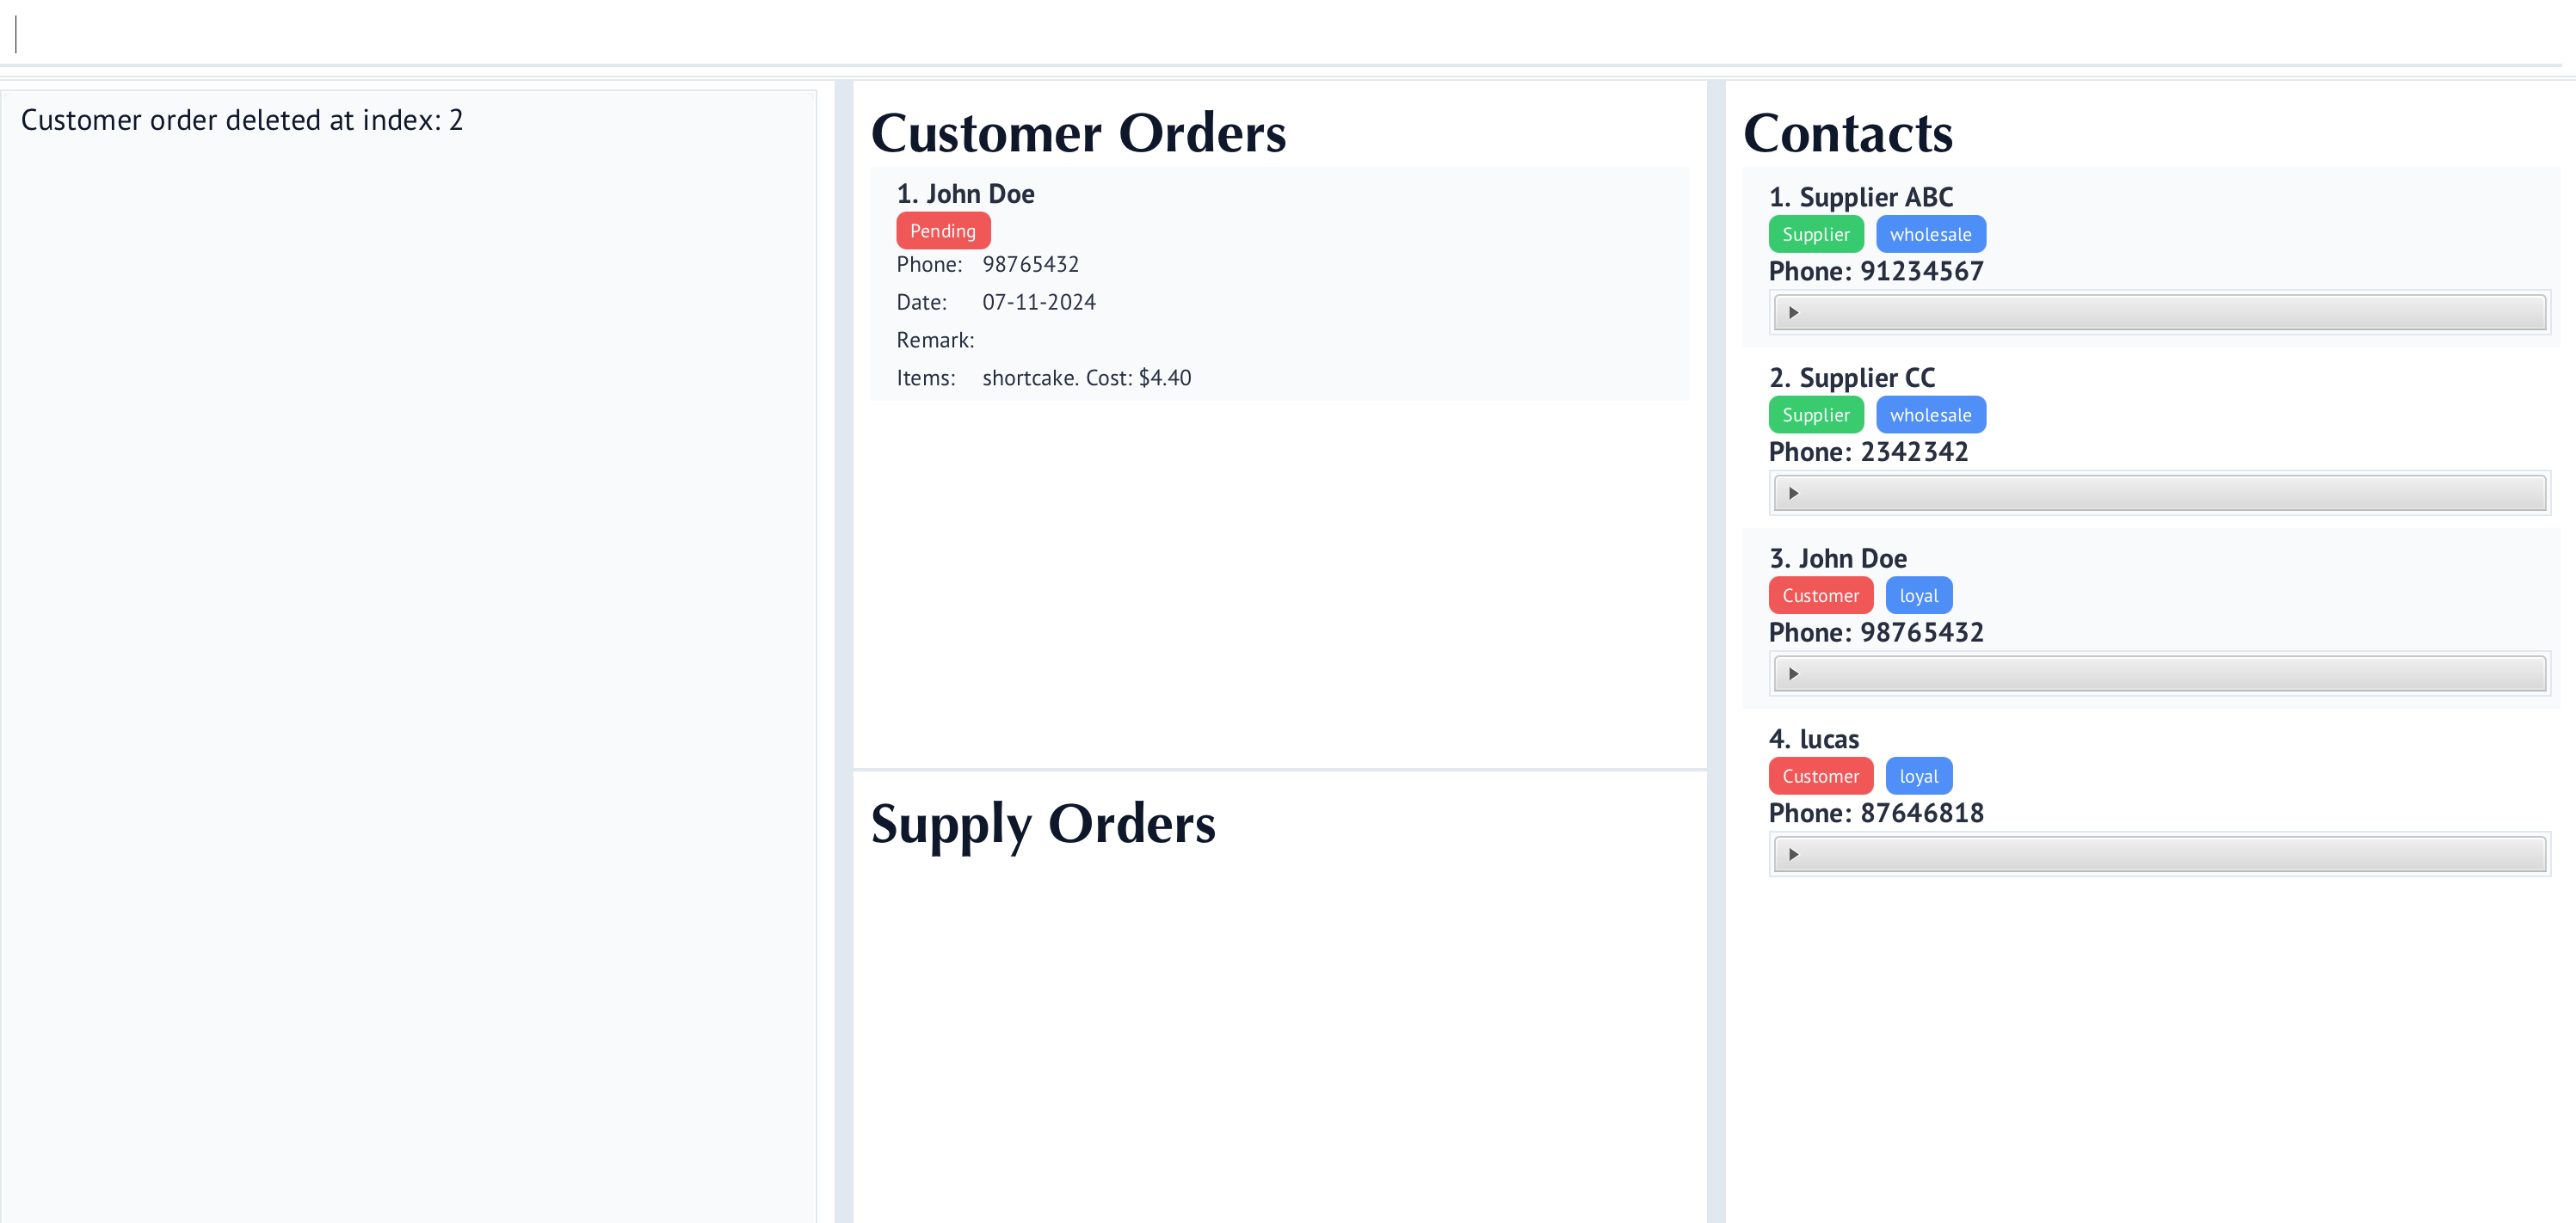 Customer order deleted at index: 2
Customer Orders
1. John Doe
Pending
Phone: 98765432
Date: 07-11-2024
Remark:
Items: shortcake. Cost: $4.40
Supply Orders
Contacts
1. Supplier ABC
Supplier wholesale
Phone: 91234567
2. Supplier CC
Supplier wholesale
Phone: 2342342
3. John Doe
Customer loyal
Phone: 98765432
4. lucas
Customer loyal
Phone: 87646818